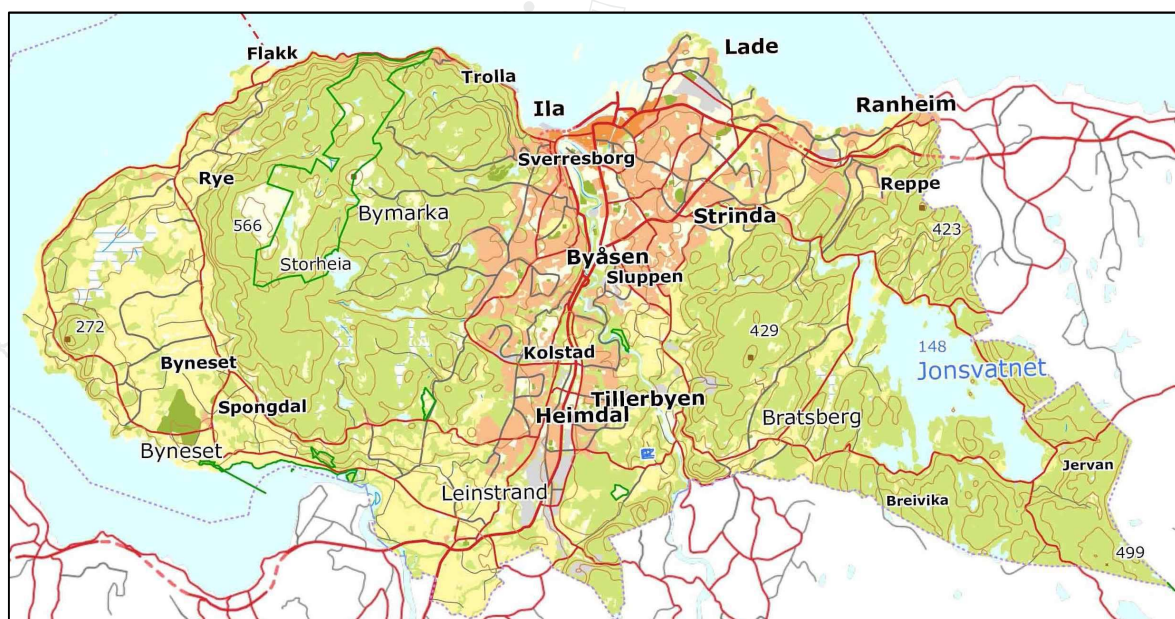 Lade
Flakk
Trolla
Ila
Ranheim
Sverresborg
Rye
Reppe
Bymarka
Strinda
566
423
Byåsen
Storheia
Sluppen
272
429
148
Kolstad
Byneset
Jonsvatnet
Tillerbyen
Spongdal
Heimdal
Bratsberg
Byneset
Jervan
Leinstrand
Breivika
499